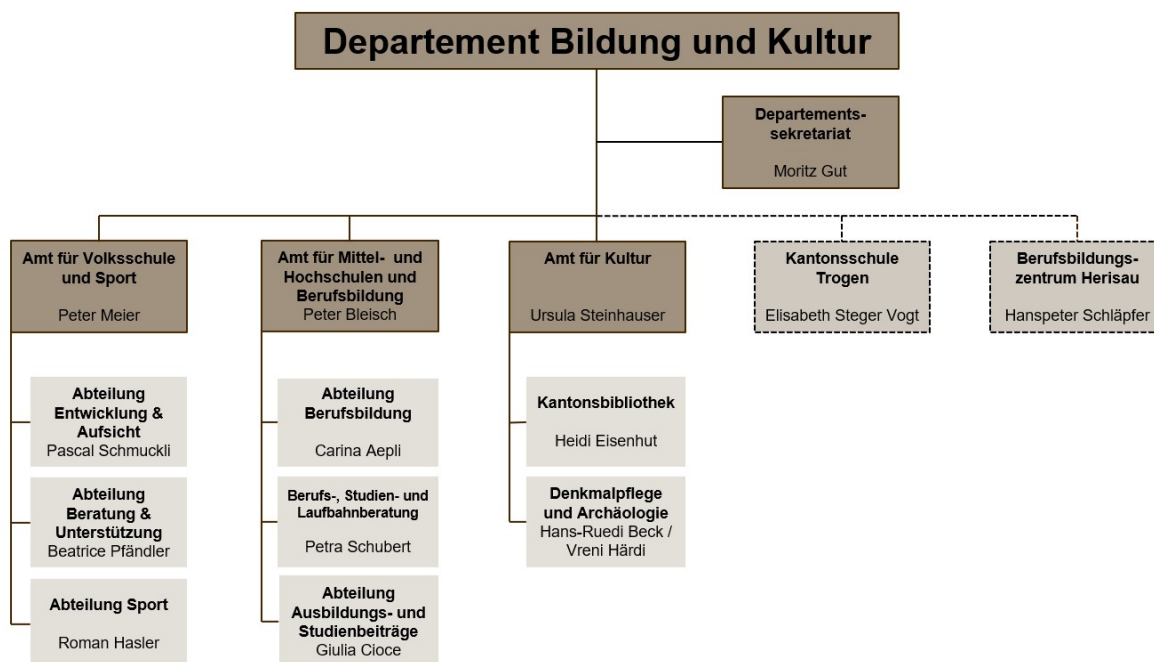 Departement Bildung und Kultur
Departements-
sekretariat
Moritz Gut
Amt für Volksschule
und Sport
Peter Meier
Amt für Mittel- und
Hochschulen und
Berufsbildung
Peter Bleisch
Amt für Kultur
Ursula Steinhauser
Kantonsschule
Trogen
Elisabeth Steger Vogt
Berufsbildungs-
zentrum Herisau
Hanspeter Schläpfer
Abteilung
Entwicklung &
Aufsicht
Pascal Schmuckli
Abteilung
Beratung &
Unterstützung
Beatrice Pfändler
Abteilung Sport
Roman Hasler
Abteilung
Berufsbildung
Carina Aepli
Berufs-, Studien- und
Laufbahnberatung
Petra Schubert
Abteilung
Ausbildungs- und
Studienbeiträge
Giulia Cioce
Kantonsbibliothek
Heidi Eisenhut
Denkmalpflege
und Archäologie
Hans-Ruedi Beck /
Vreni Härdi